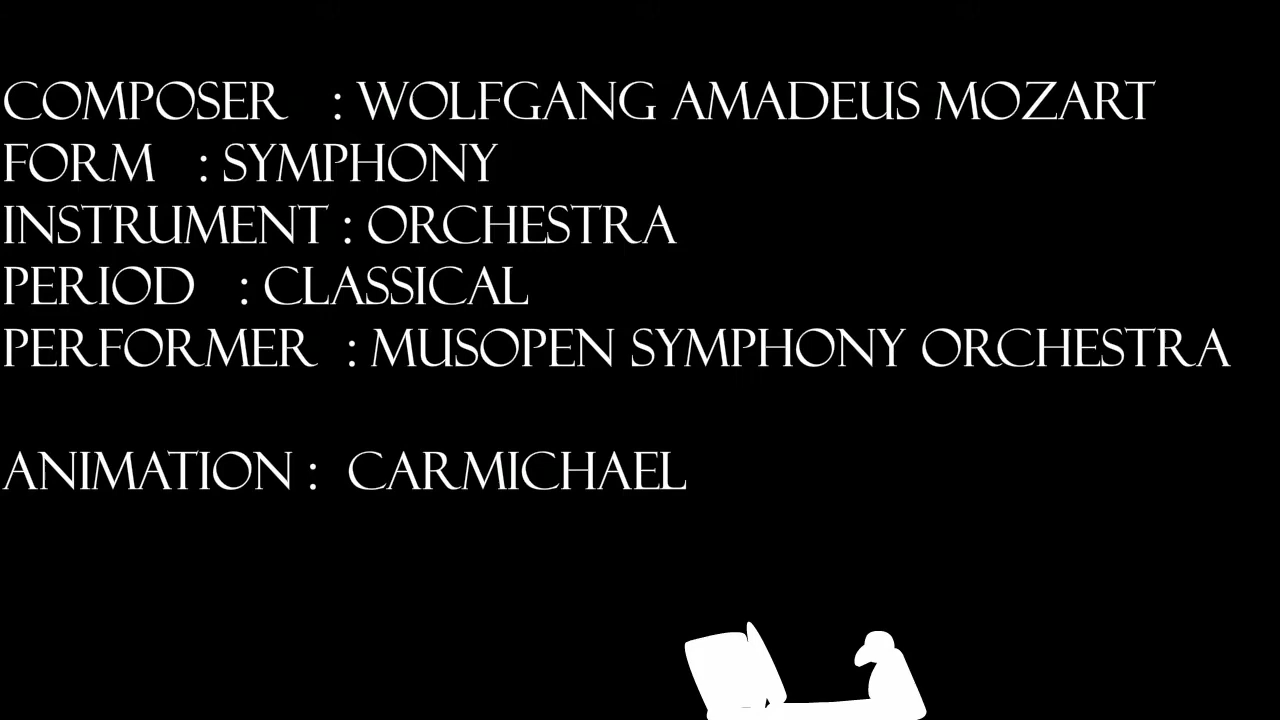 COMPOSER : WOLFGANG AMADEUS MOZART
FORM : SYMPHONY
INSTRUMENT : ORCHESTRA
PERIOD : CLASSICAL
PERFORMER : MUSOPEN SYMPHONY ORCHESTRA
ANIMATION : CARMICHAEL